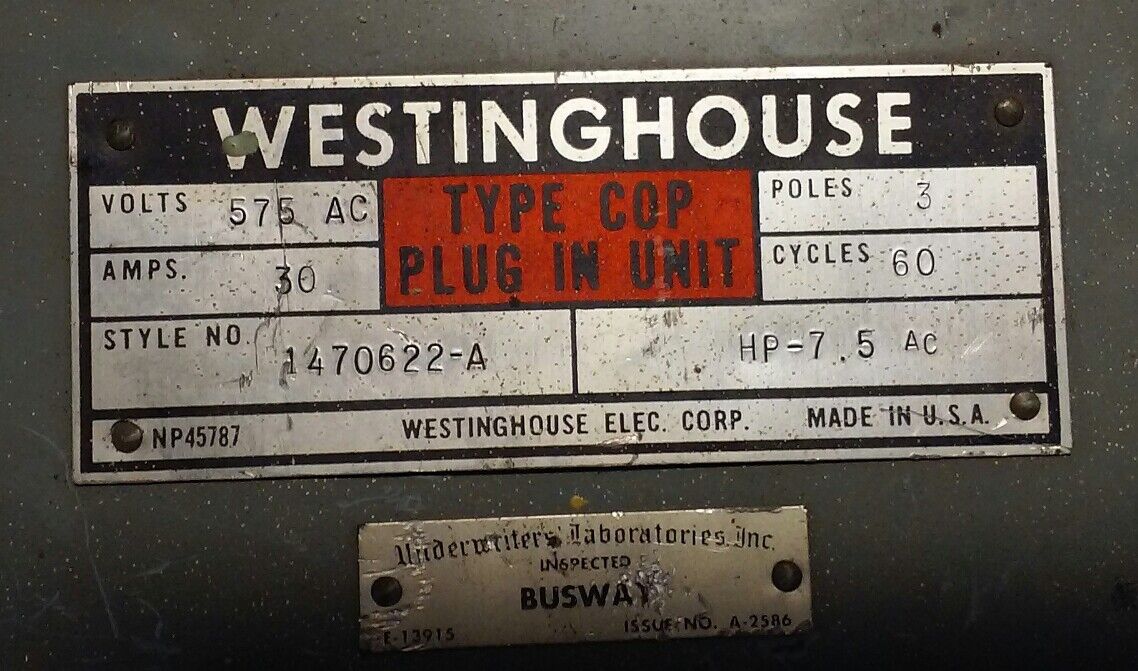 WESTINGHOUSE
VOLTS 575 AC
TYPE COP
PLUG IN UNIT
POLES 3
AMPS. 30
CYCLES 60
STYLE NO. 1470622-A
HP-7.5 AC
NP45787 WESTINGHOUSE ELEC. CORP. MADE IN U.S.A.
Underwriters' Laboratories, Inc.
INSPECTED
BUSWAY
E-13915 ISSUE NO. A-2586